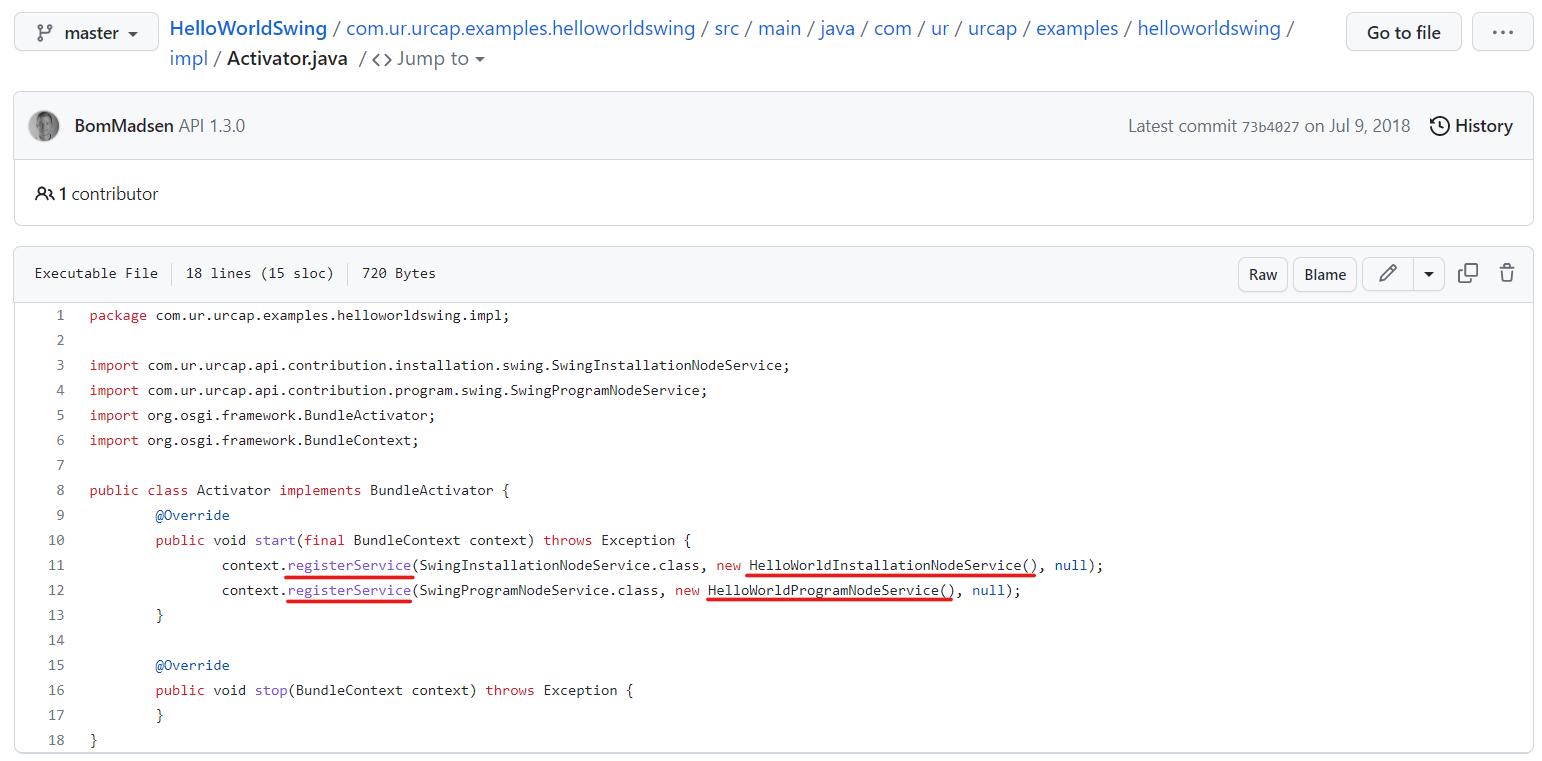 master HelloWorldSwing / com.ur.urcap.examples.helloworldswing / src / main / java / com / ur / urcap / examples / helloworldswing / Go to file ...
impl / Activator.java / <> Jump to
BomMadsen API 1.3.0 Latest commit 73b4027 on Jul 9, 2018 History
1 contributor
Executable File 18 lines (15 sloc) 720 Bytes Raw Blame
1 package com.ur.urcap.examples.helloworldswing.impl;
2
3 import com.ur.urcap.api.contribution.installation.swing.SwingInstallationNodeService;
4 import com.ur.urcap.api.contribution.program.swing.SwingProgramNodeService;
5 import org.osgi.framework.BundleActivator;
6 import org.osgi.framework.BundleContext;
7
8 public class Activator implements BundleActivator {
9 @Override
10 public void start(final BundleContext context) throws Exception {
11 context.registerService(SwingInstallationNodeService.class, new HelloWorldInstallationNodeService(), null);
12 context.registerService(SwingProgramNodeService.class, new HelloWorldProgramNodeService(), null);
13 }
14
15 @Override
16 public void stop(BundleContext context) throws Exception {
17 }
18 }